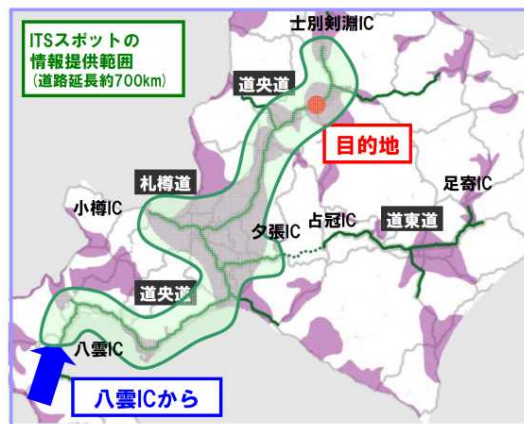 ITSスポットの
情報提供範囲
(道路延長約700km)
士別剣淵IC
道央道
目的地
札樽道
足寄IC
小樽IC
夕張IC
占冠IC
道東道
道央道
八雲IC
八雲ICから